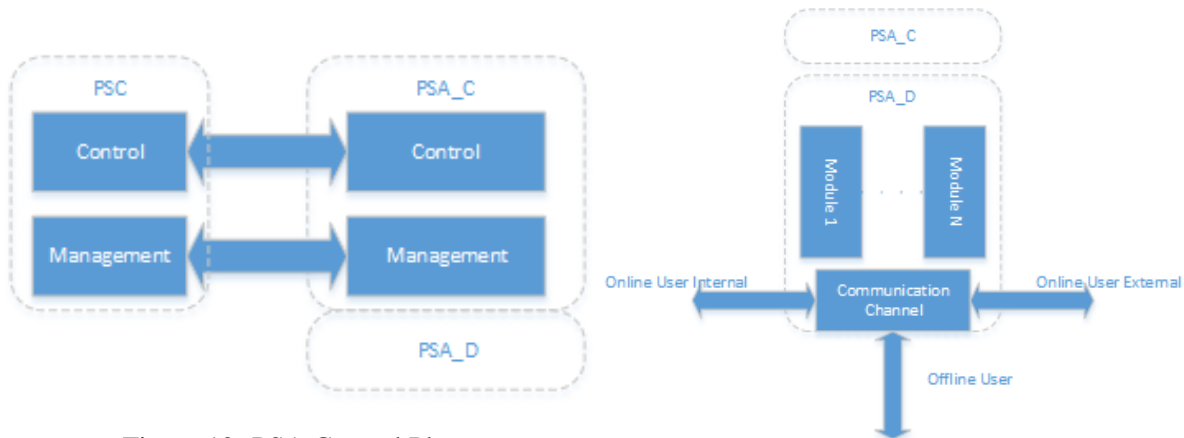 PSC
PSA_C
Control
Control
Management
Management
PSA_D
PSA_C
PSA_D
Module 1
. . . .
Module N
Online User Internal
Communication
Channel
Online User External
Offline User